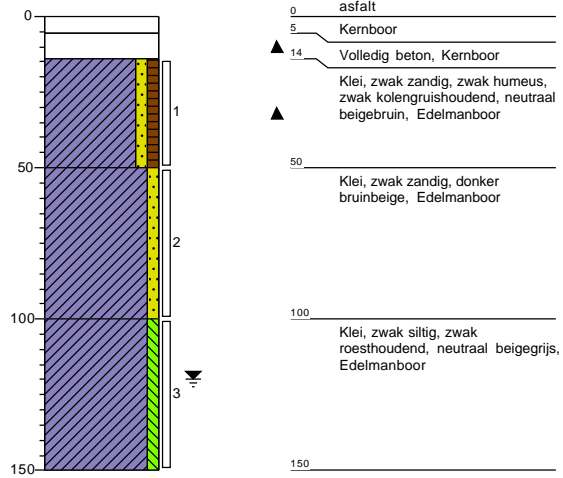 0
50
100
150
1
2
3
0
asfalt
5
Kernboor
14
Volledig beton, Kernboor
Klei, zwak zandig, zwak humeus,
zwak kolengruishoudend, neutraal
beigebruin, Edelmanboor
50
Klei, zwak zandig, donker
bruinbeige, Edelmanboor
100
Klei, zwak siltig, zwak
roesthoudend, neutraal beigegrijs,
Edelmanboor
150